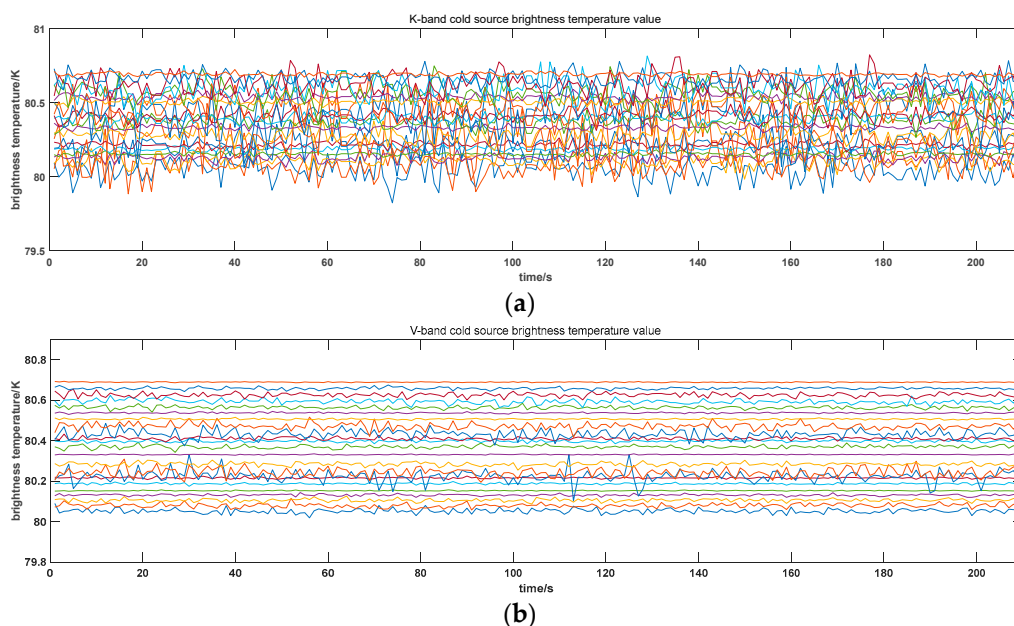 K-band cold source brightness temperature value
81
80.5
80
79.5
brightness temperature/K
0 20 40 60 80 100 120 140 160 180 200
time/s
(a)
V-band cold source brightness temperature value
80.8
80.6
80.4
80.2
80
79.8
brightness temperature/K
0 20 40 60 80 100 120 140 160 180 200
time/s
(b)